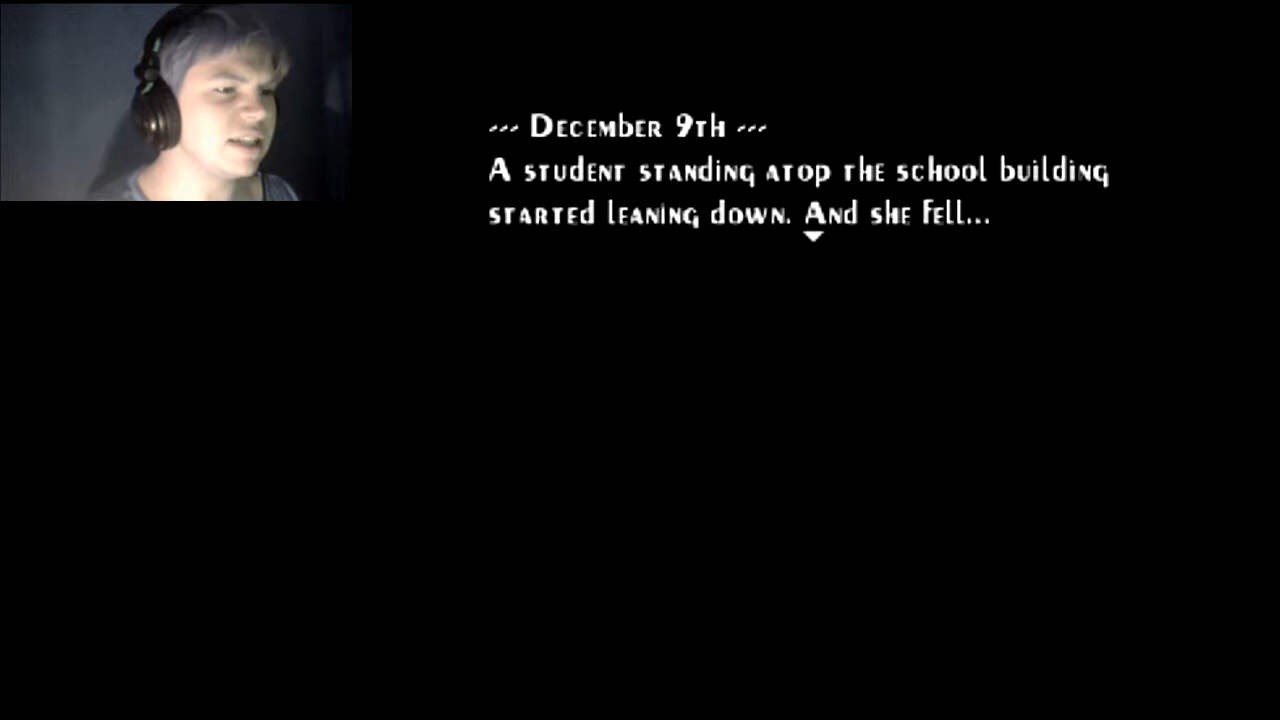 --- December 9th ---
A student standing atop the school building
started leaning down. And she fell...